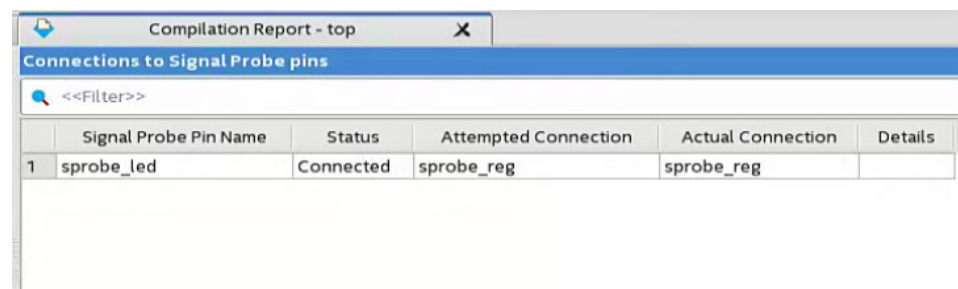 Compilation Report - top
Connections to Signal Probe pins
<<Filter>>
Signal Probe Pin Name Status Attempted Connection Actual Connection Details
1 sprobe_led Connected sprobe_reg sprobe_reg